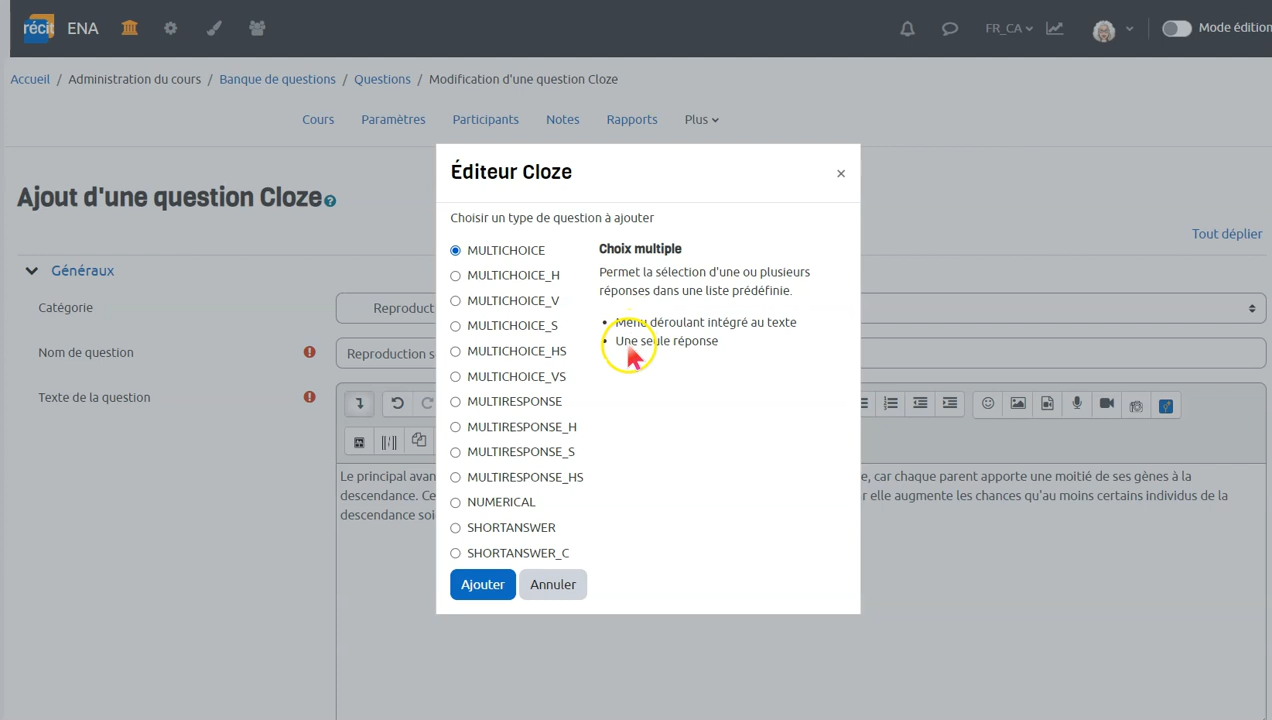 récit ENA FR_CA Mode édition
Accueil / Administration du cours / Banque de questions / Questions / Modification d'une question Cloze
Cours Paramètres Participants Notes Rapports Plus
Ajout d'une question Cloze
Tout déplier
Généraux
Catégorie
Reproduct
Nom de question
Reproduction s
Texte de la question
Le principal avan
e, car chaque parent apporte une moitié de ses gènes à la
descendance. Ce
r elle augmente les chances qu'au moins certains individus de la
descendance soi
Éditeur Cloze ×
Choisir un type de question à ajouter
MULTICHOICE
MULTICHOICE_H
MULTICHOICE_V
MULTICHOICE_S
MULTICHOICE_HS
MULTICHOICE_VS
MULTIRESPONSE
MULTIRESPONSE_H
MULTIRESPONSE_S
MULTIRESPONSE_HS
NUMERICAL
SHORTANSWER
SHORTANSWER_C
Choix multiple
Permet la sélection d'une ou plusieurs
réponses dans une liste prédéfinie.
• Menu déroulant intégré au texte
• Une seule réponse
Ajouter Annuler